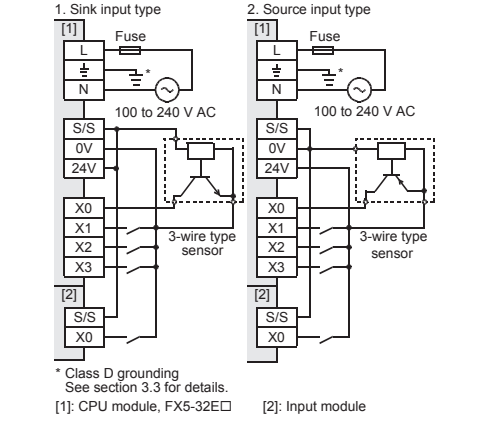 1. Sink input type
[1]
L
Fuse
*
N
100 to 240 V AC
S/S
0V
24V
X0
X1
X2
X3
3-wire type
sensor
[2]
S/S
X0
2. Source input type
[1]
L
Fuse
*
N
100 to 240 V AC
S/S
0V
24V
X0
X1
X2
X3
3-wire type
sensor
[2]
S/S
X0
* Class D grounding
See section 3.3 for details.
[1]: CPU module, FX5-32E□ [2]: Input module